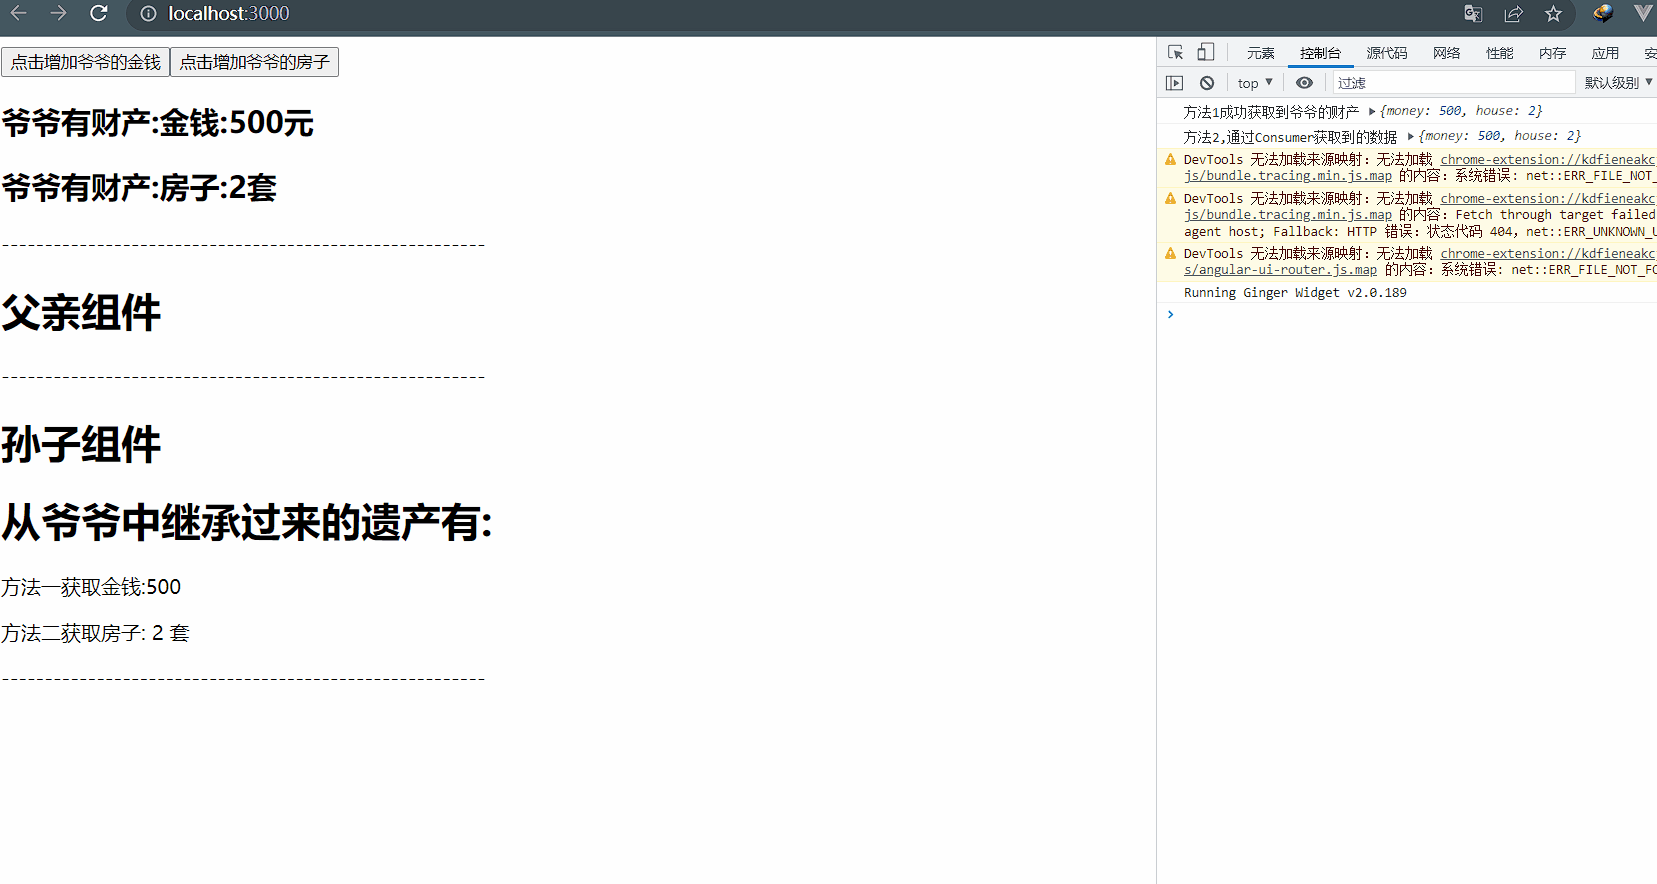 localhost:3000
点击增加爷爷的金钱 点击增加爷爷的房子
爷爷有财产:金钱:500元
爷爷有财产:房子:2套
--------------------------------------------------------
父亲组件
--------------------------------------------------------
孙子组件
从爷爷中继承过来的遗产有:
方法一获取金钱:500
方法二获取房子: 2 套
--------------------------------------------------------
元素 控制台 源代码 网络 性能 内存 应用 安
top ▼ 过滤 默认级别 ▼
方法1成功获取到爷爷的财产 ▶{money: 500, house: 2}
方法2,通过Consumer获取到的数据 ▶{money: 500, house: 2}
DevTools 无法加载来源映射：无法加载 chrome-extension://kdfieneakc
js/bundle.tracing.min.js.map 的内容：系统错误: net::ERR_FILE_NOT_
DevTools 无法加载来源映射：无法加载 chrome-extension://kdfieneakc
js/bundle.tracing.min.js.map 的内容：Fetch through target failed
agent host; Fallback: HTTP 错误：状态代码 404，net::ERR_UNKNOWN_U
DevTools 无法加载来源映射：无法加载 chrome-extension://kdfieneakc
s/angular-ui-router.js.map 的内容：系统错误: net::ERR_FILE_NOT_FO
Running Ginger Widget v2.0.189